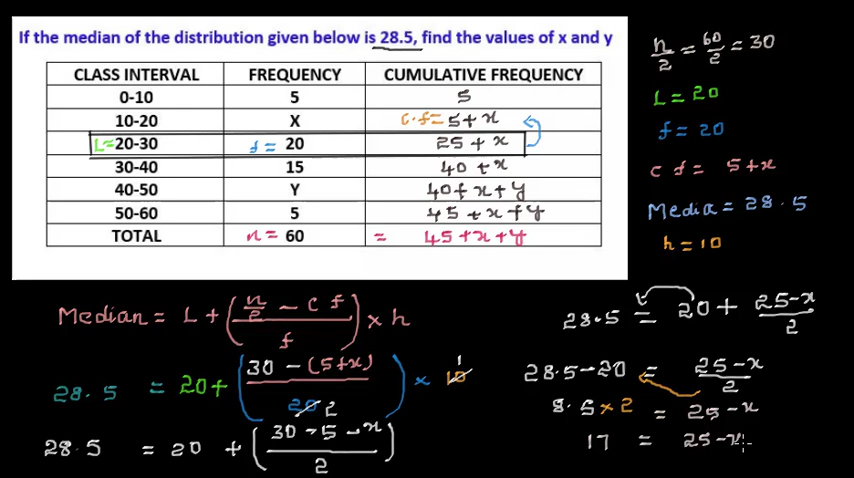 If the median of the distribution given below is 28.5, find the values of x and y
CLASS INTERVAL FREQUENCY CUMULATIVE FREQUENCY
0-10 5 5
10-20 X c.f= 5+x
L=20-30 f= 20 25 + x
30-40 15 40 +x
40-50 Y 40+x+y
50-60 5 45+x+y
TOTAL n= 60 = 45+x+y
n/2 = 60/2 = 30
L = 20
f = 20
c f = 5+x
Media = 28.5
h = 10
Median = L + ( (n/2 - c f) / f ) x h
28.5 = 20+ ( (30 - (5+x)) / 20 2 ) x 10 1
28.5 = 20 + ( (30 - 5 - x) / 2 )
28.5 = 20 + (25-x)/2
28.5-20 = (25-x)/2
8.5 x 2 = 25-x
17 = 25-x